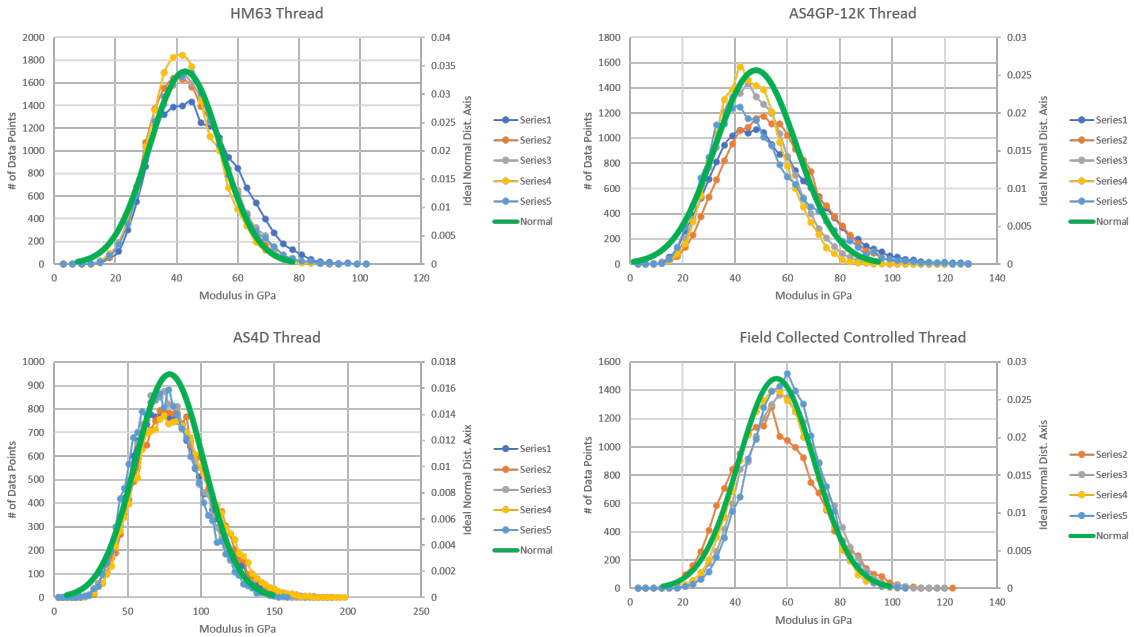 HM63 Thread
# of Data Points
2000
1800
1600
1400
1200
1000
800
600
400
200
0
0
20
40
60
80
100
120
Modulus in GPa
0.04
0.035
0.03
0.025
0.02
0.015
0.01
0.005
0
Ideal Normal Dist. Axis
Series1
Series2
Series3
Series4
Series5
Normal
AS4GP-12K Thread
# of Data Points
1800
1600
1400
1200
1000
800
600
400
200
0
0
20
40
60
80
100
120
140
Modulus in GPa
0.03
0.025
0.02
0.015
0.01
0.005
0
Ideal Normal Dist. Axis
Series1
Series2
Series3
Series4
Series5
Normal
AS4D Thread
# of Data Points
1000
900
800
700
600
500
400
300
200
100
0
0
50
100
150
200
250
Modulus in GPa
0.018
0.016
0.014
0.012
0.01
0.008
0.006
0.004
0.002
0
Ideal Normal Dist. Axix
Series1
Series2
Series3
Series4
Series5
Normal
Field Collected Controlled Thread
# of Data Points
1600
1400
1200
1000
800
600
400
200
0
0
20
40
60
80
100
120
140
Modulus in GPa
0.03
0.025
0.02
0.015
0.01
0.005
0
Ideal Normal Dist. Axis
Series2
Series3
Series4
Series5
Normal